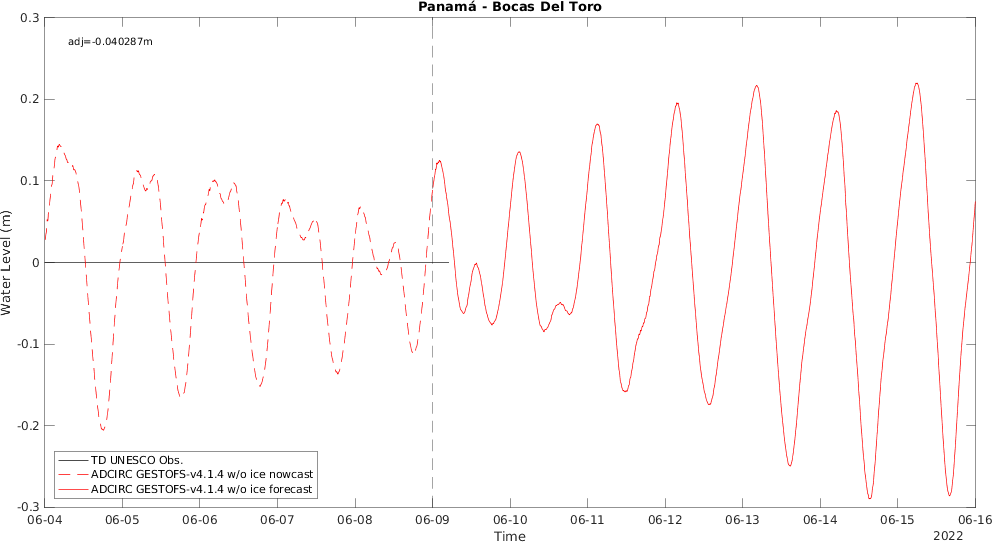 Panamá - Bocas Del Toro
adj=-0.040287m
0.3
0.2
0.1
0
-0.1
-0.2
-0.3
Water Level (m)
TD UNESCO Obs.
ADCIRC GESTOFS-v4.1.4 w/o ice nowcast
ADCIRC GESTOFS-v4.1.4 w/o ice forecast
06-04 06-05 06-06 06-07 06-08 06-09 06-10 06-11 06-12 06-13 06-14 06-15 06-16
Time
2022